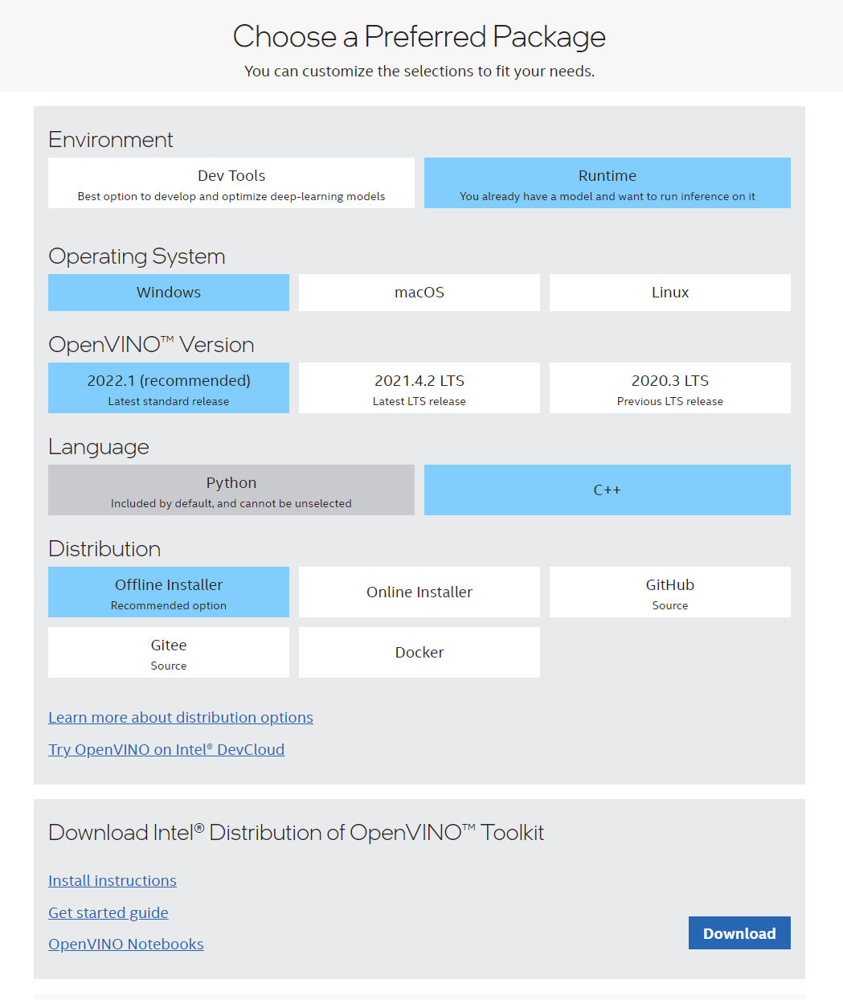 Choose a Preferred Package
You can customize the selections to fit your needs.
Environment
Dev Tools
Best option to develop and optimize deep-learning models
Runtime
You already have a model and want to run inference on it
Operating System
Windows
macOS
Linux
OpenVINO™ Version
2022.1 (recommended)
Latest standard release
2021.4.2 LTS
Latest LTS release
2020.3 LTS
Previous LTS release
Language
Python
Included by default, and cannot be unselected
C++
Distribution
Offline Installer
Recommended option
Online Installer
GitHub
Source
Gitee
Source
Docker
Learn more about distribution options
Try OpenVINO on Intel® DevCloud
Download Intel® Distribution of OpenVINO™ Toolkit
Install instructions
Get started guide
OpenVINO Notebooks
Download